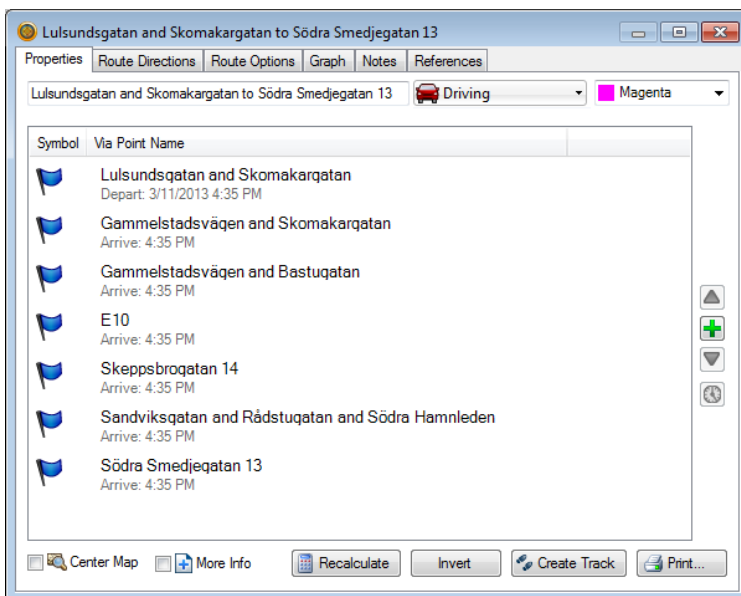 Lulsundsgatan and Skomakargatan to Södra Smedjegatan 13
Properties Route Directions Route Options Graph Notes References
Lulsundsgatan and Skomakargatan to Södra Smedjegatan 13 Driving Magenta
Symbol Via Point Name
Lulsundsgatan and Skomakargatan
Depart: 3/11/2013 4:35 PM
Gammelstadsvägen and Skomakargatan
Arrive: 4:35 PM
Gammelstadsvägen and Bastugatan
Arrive: 4:35 PM
E10
Arrive: 4:35 PM
Skeppsbrogatan 14
Arrive: 4:35 PM
Sandviksgatan and Rådstugatan and Södra Hamnleden
Arrive: 4:35 PM
Södra Smedjegatan 13
Arrive: 4:35 PM
Center Map More Info Recalculate Invert Create Track Print...